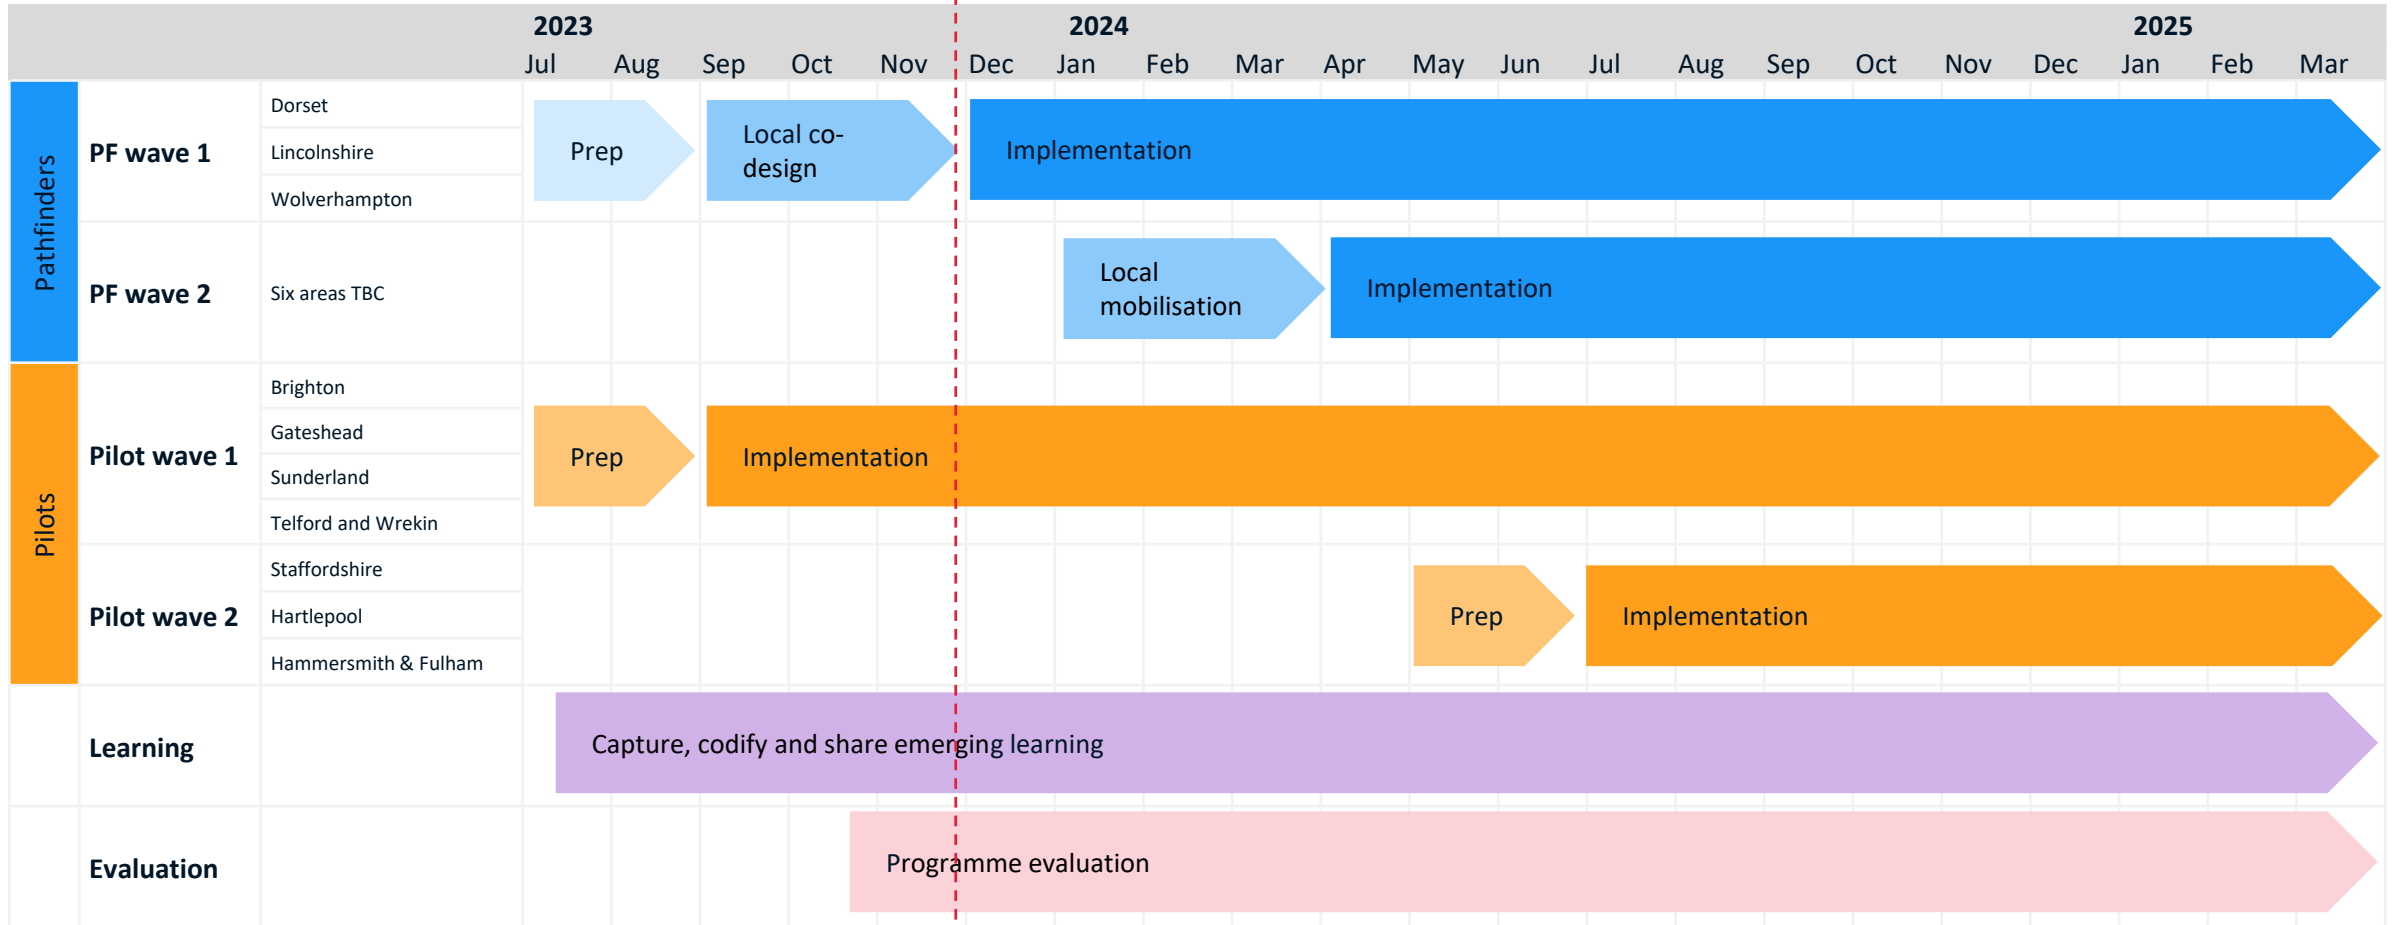 2023 2024 2025
Jul Aug Sep Oct Nov Dec Jan Feb Mar Apr May Jun Jul Aug Sep Oct Nov Dec Jan Feb Mar
Pathfinders
PF wave 1
Dorset
Lincolnshire
Wolverhampton
Prep
Local co-
design
Implementation
PF wave 2
Six areas TBC
Local
mobilisation
Implementation
Pilots
Pilot wave 1
Brighton
Gateshead
Sunderland
Telford and Wrekin
Prep
Implementation
Pilot wave 2
Staffordshire
Hartlepool
Hammersmith & Fulham
Prep
Implementation
Learning
Capture, codify and share emerging learning
Evaluation
Programme evaluation